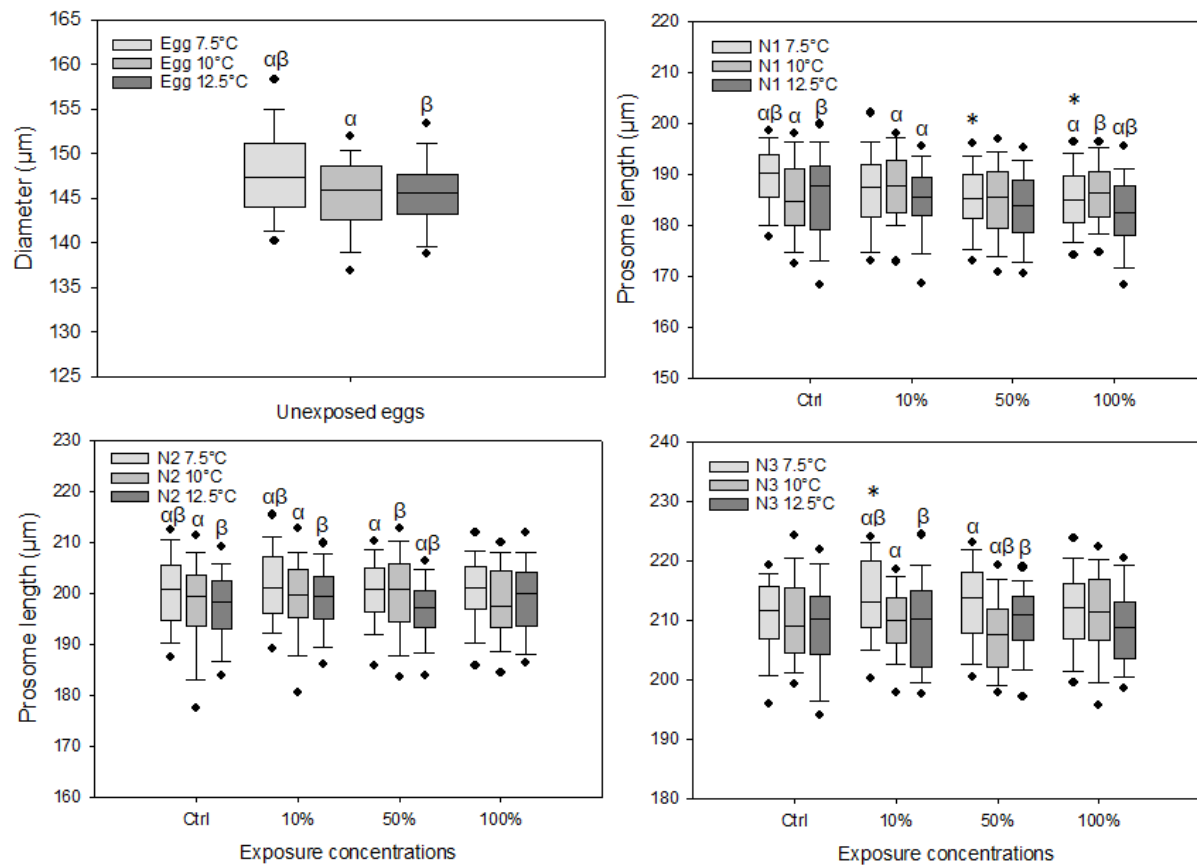 Egg 7.5°C
Egg 10°C
Egg 12.5°C
αβ
α
β
165
160
155
150
145
140
135
130
125
Diameter (µm)
Unexposed eggs
N1 7.5°C
N1 10°C
N1 12.5°C
* *
αβ α β α α α β αβ
220
210
200
190
180
170
160
150
Prosome length (µm)
Ctrl 10% 50% 100%
N2 7.5°C
N2 10°C
N2 12.5°C
αβ α β αβ α β α β αβ
230
220
210
200
190
180
170
160
Prosome length (µm)
Ctrl 10% 50% 100%
Exposure concentrations
N3 7.5°C
N3 10°C
N3 12.5°C
*
αβ α β α αβ β
240
230
220
210
200
190
180
Ctrl 10% 50% 100%
Exposure concentrations